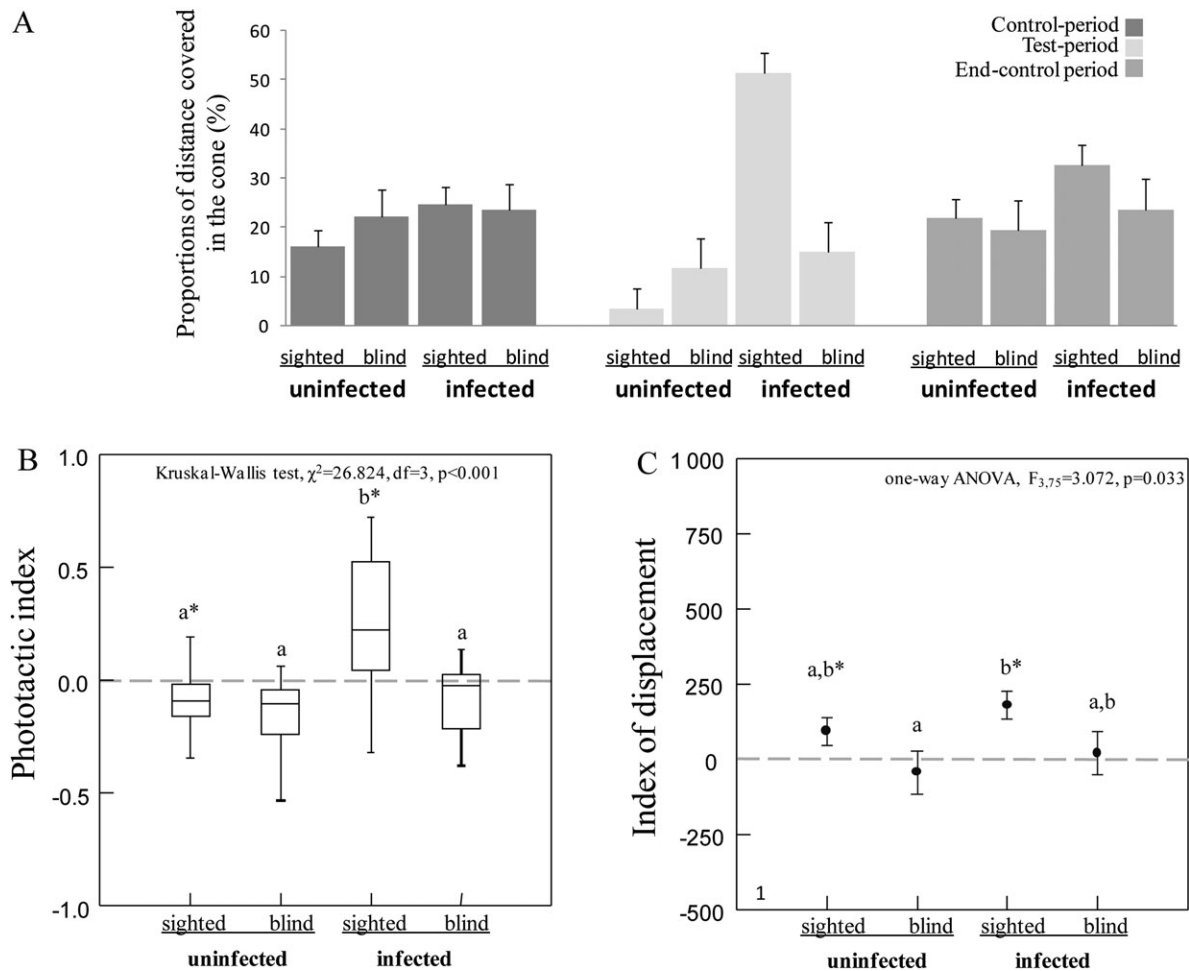 A
Proportions of distance covered
in the cone (%)
60
50
40
30
20
10
0
Control-period
Test-period
End-control period
sighted blind sighted blind
uninfected infected
sighted blind sighted blind
uninfected infected
sighted blind sighted blind
uninfected infected
B
Phototactic index
1.0
0.5
0.0
-0.5
-1.0
Kruskal-Wallis test, χ²=26.824, df=3, p<0.001
a*
a
b*
a
sighted blind sighted blind
uninfected infected
C
Index of displacement
1 000
750
500
250
0
-250
-500
one-way ANOVA, F3,75=3.072, p=0.033
a,b*
a
b*
a,b
1
sighted blind sighted blind
uninfected infected